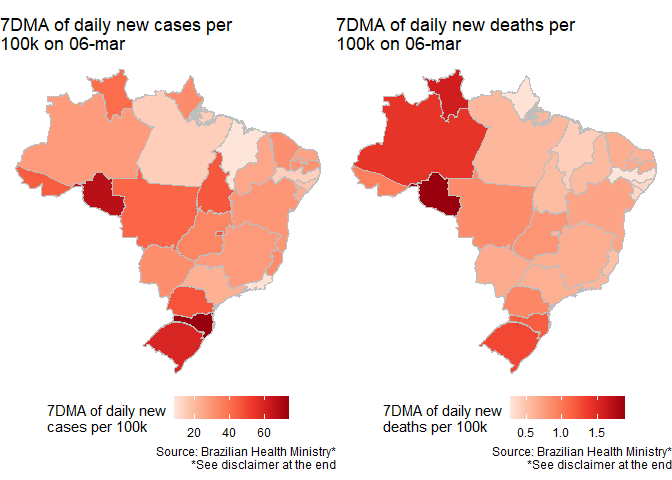 7DMA of daily new cases per
100k on 06-mar
7DMA of daily new
cases per 100k
20 40 60
Source: Brazilian Health Ministry*
*See disclaimer at the end
7DMA of daily new deaths per
100k on 06-mar
7DMA of daily new
deaths per 100k
0.5 1.0 1.5
Source: Brazilian Health Ministry*
*See disclaimer at the end